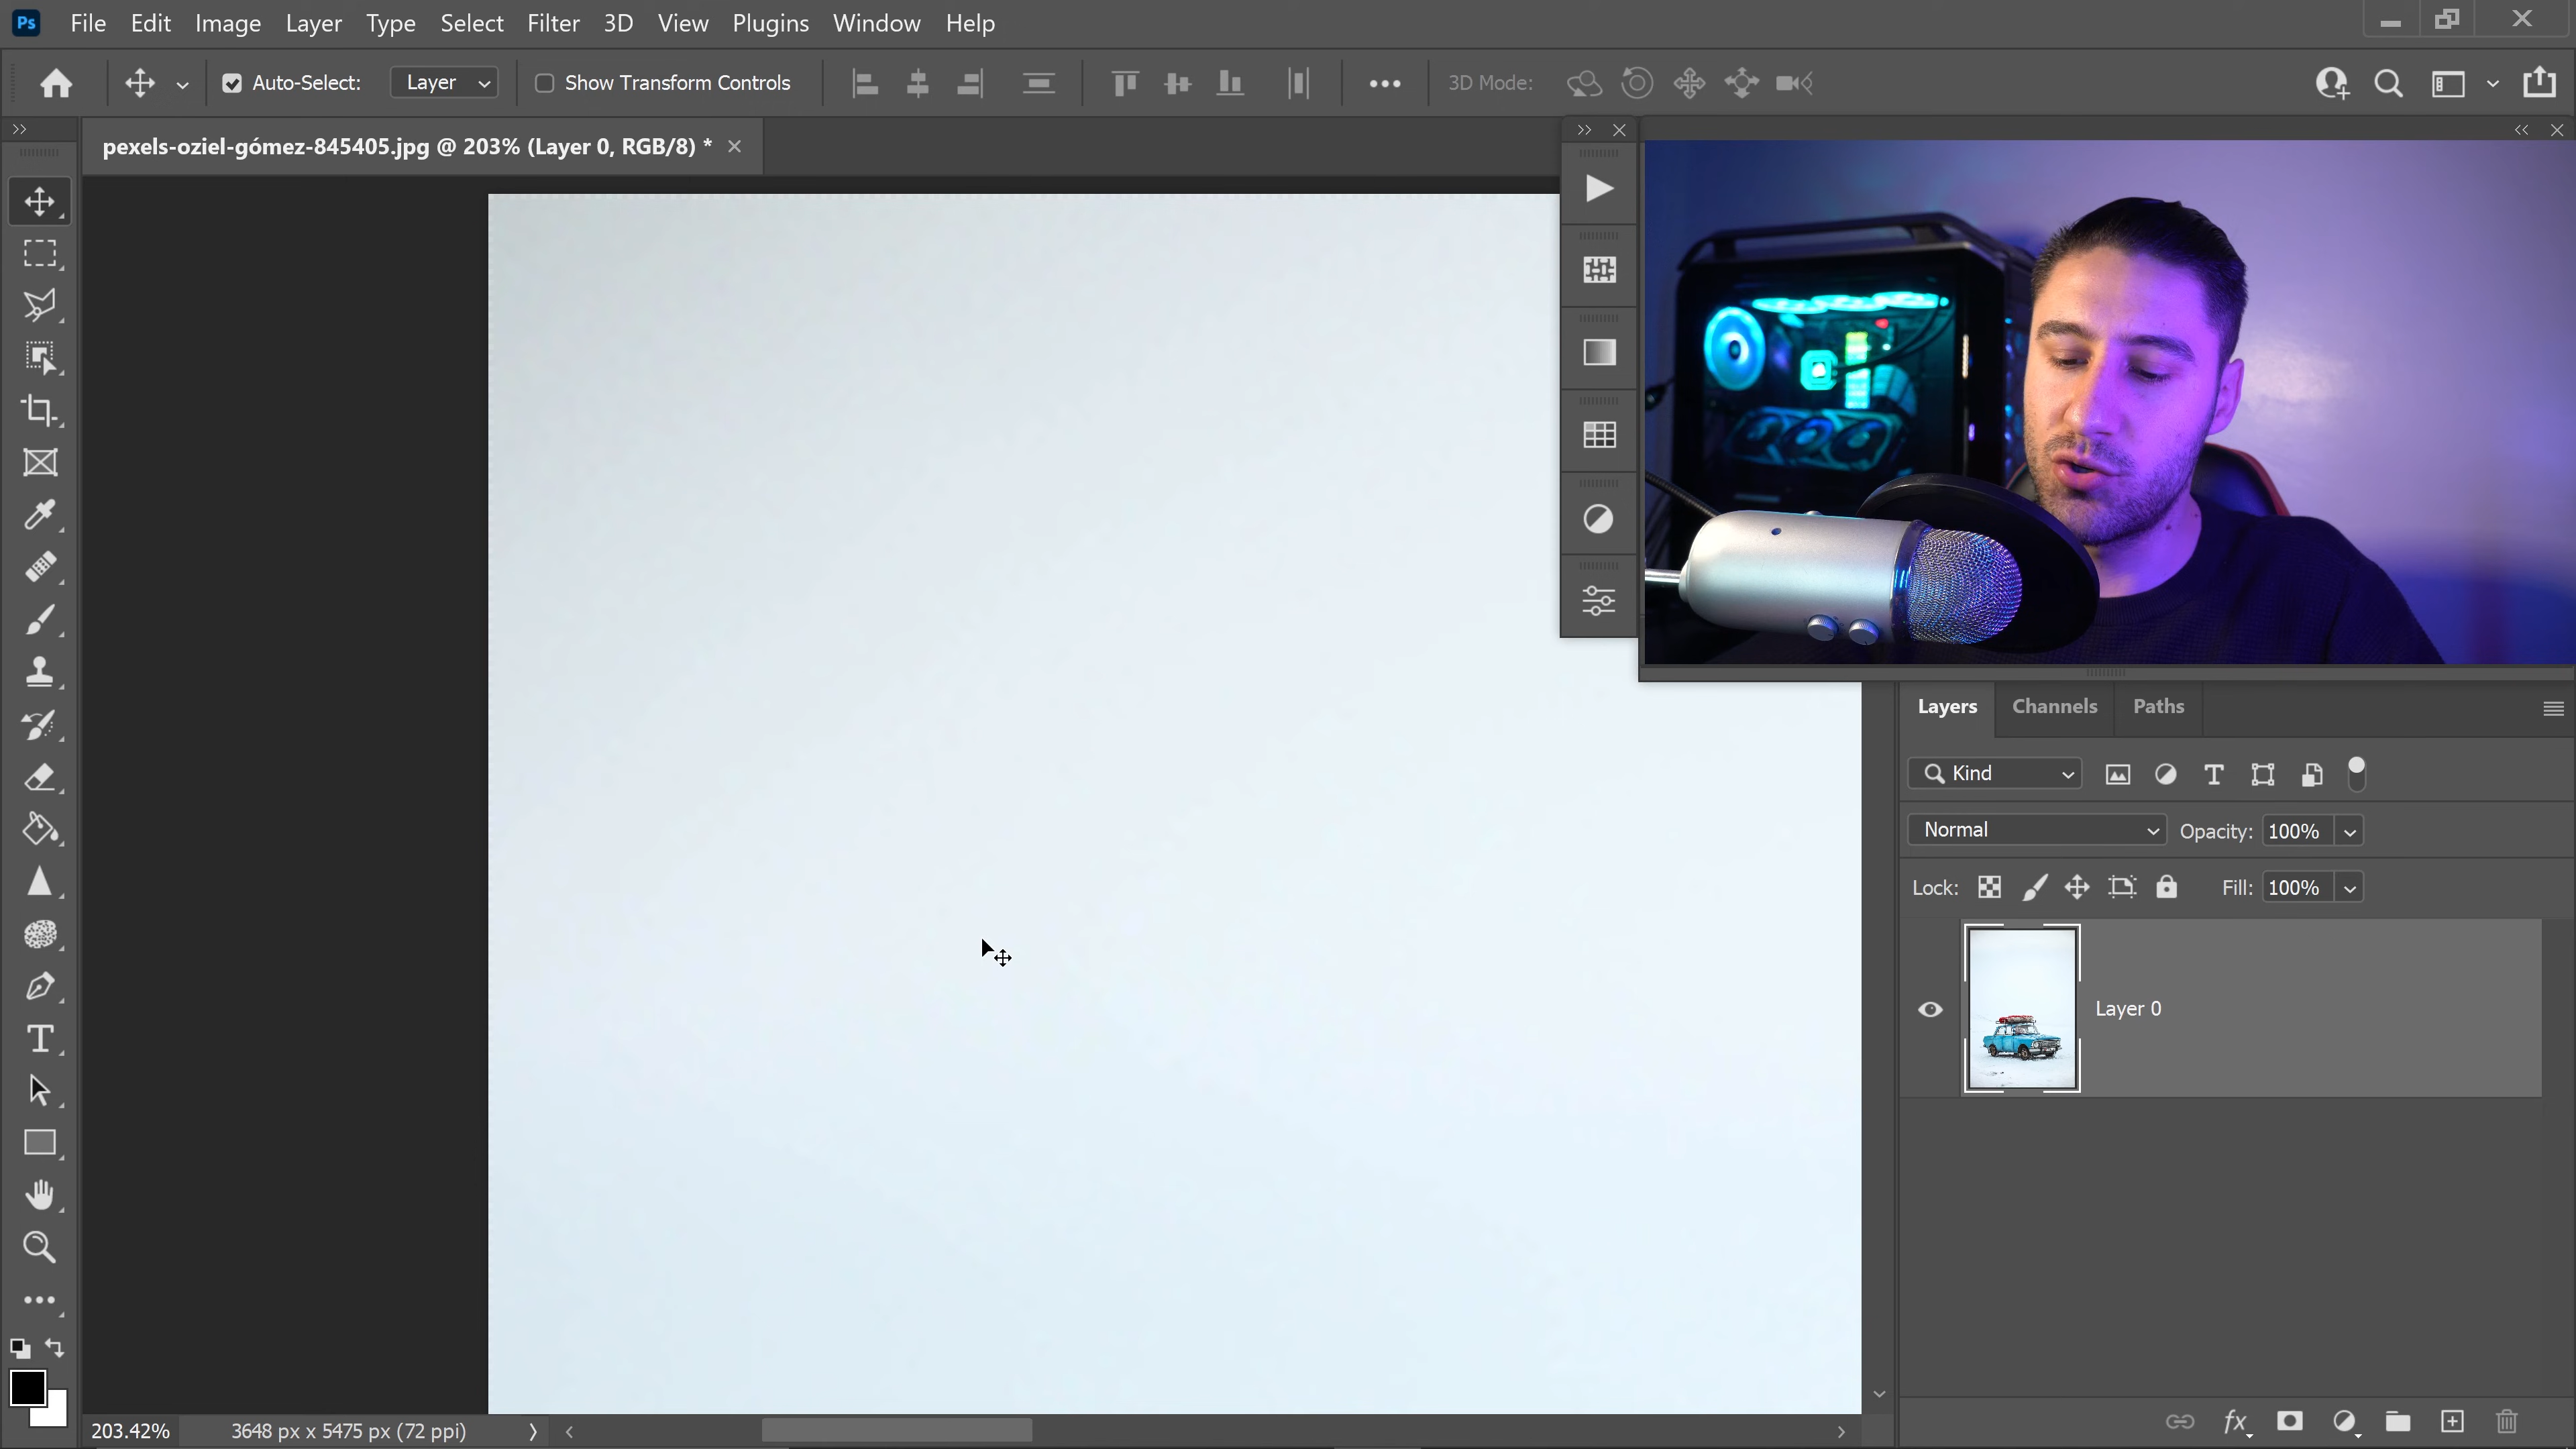 Ps File Edit Image Layer Type Select Filter 3D View Plugins Window Help
Auto-Select: Layer Show Transform Controls 3D Mode:
pexels-oziel-gómez-845405.jpg @ 203% (Layer 0, RGB/8) *
Layers Channels Paths
Kind
Normal Opacity: 100%
Lock: Fill: 100%
Layer 0
203.42% 3648 px x 5475 px (72 ppi)
fx